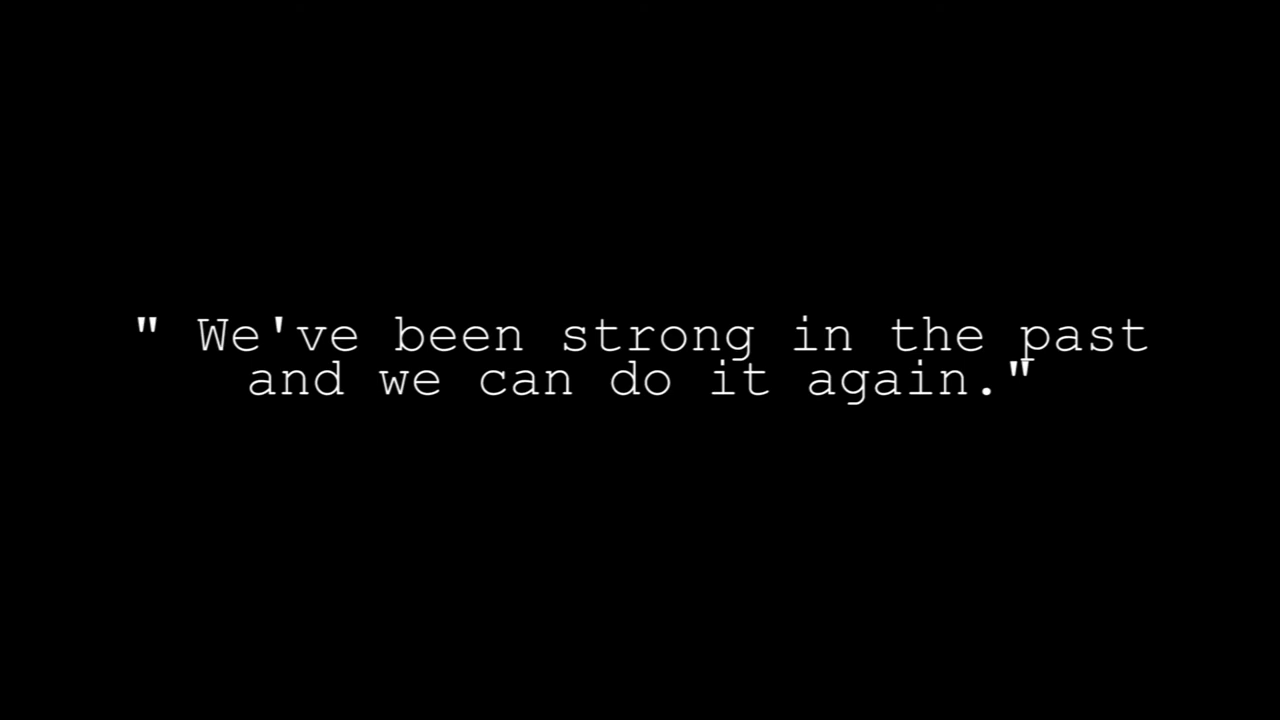 " We've been strong in the past
and we can do it again."